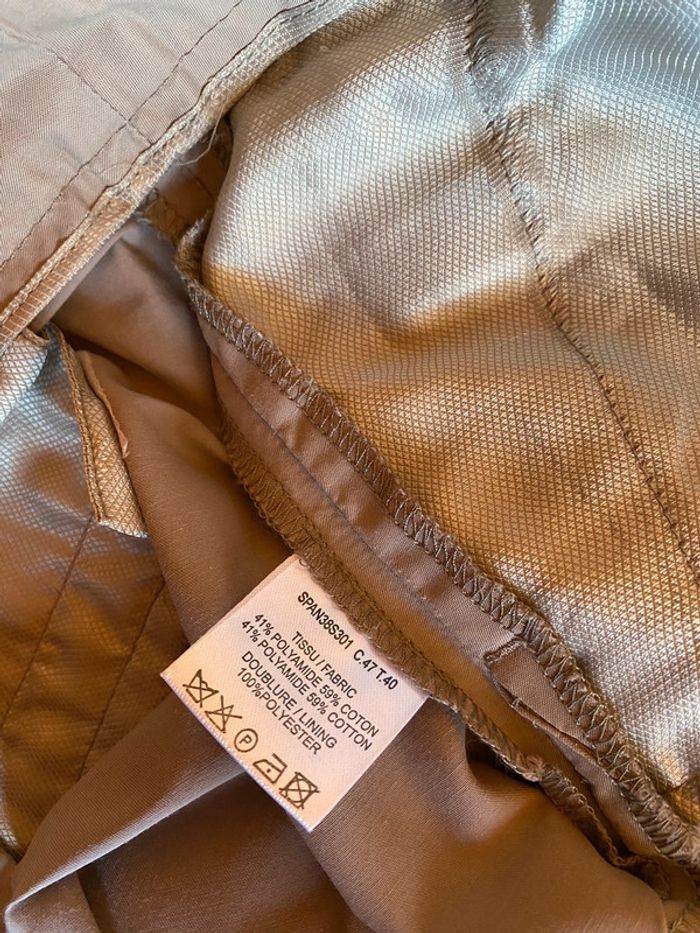 SPAN38S301 C.47 T.40
TISSU / FABRIC
41% POLYAMIDE 59% COTON
41% POLYAMIDE 59% COTTON
DOUBLURE / LINING
100%POLYESTER
P